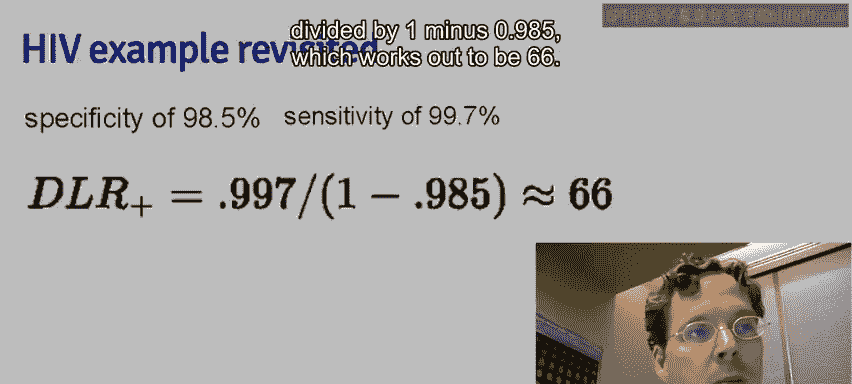 divided by 1 minus 0.985,
which works out to be 66.
HIV example revisited
specificity of 98.5% sensitivity of 99.7%
DLR₊ = .997/(1 − .985) ≈ 66